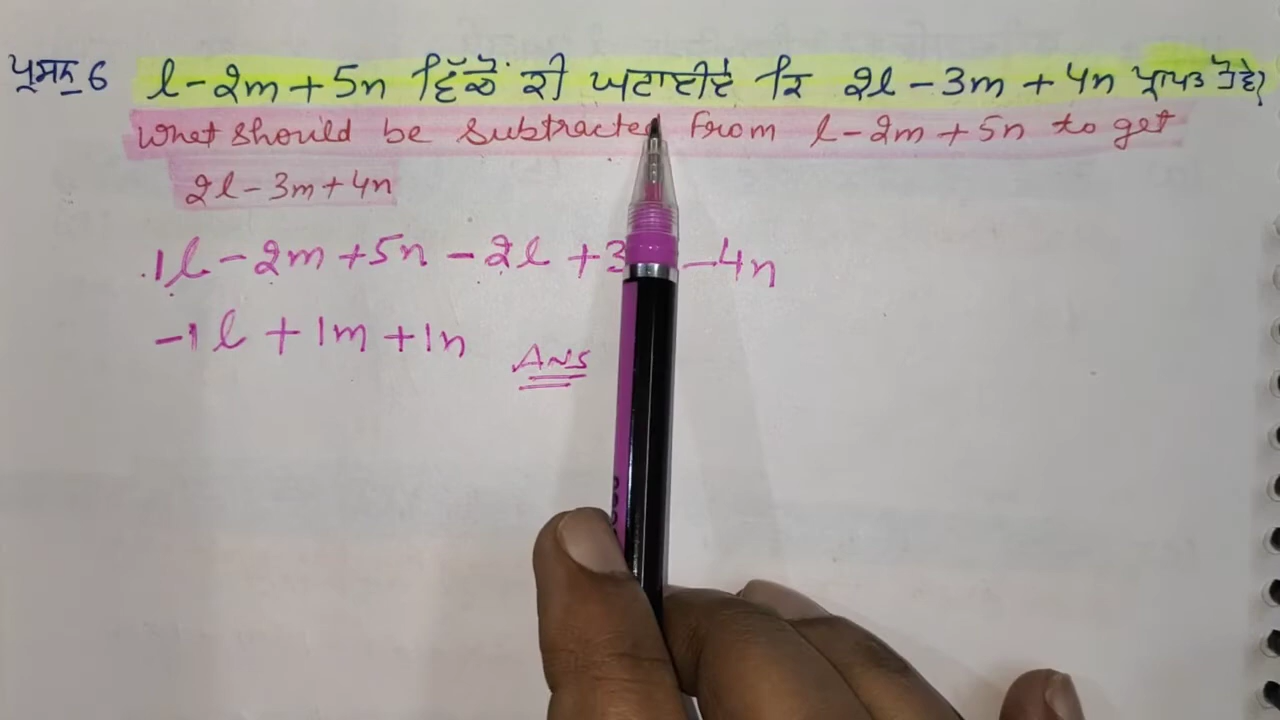 ਪ੍ਰਸ਼ਨ 6 l - 2m + 5n ਵਿੱਚੋਂ ਕੀ ਘਟਾਈਏ ਕਿ 2l - 3m + 4n ਪ੍ਰਾਪਤ ਹੋਵੇ?
What should be subtracted from l - 2m + 5n to get
2l - 3m + 4n
1l - 2m + 5n - 2l + 3 - 4n
-1l + 1m + 1n Ans